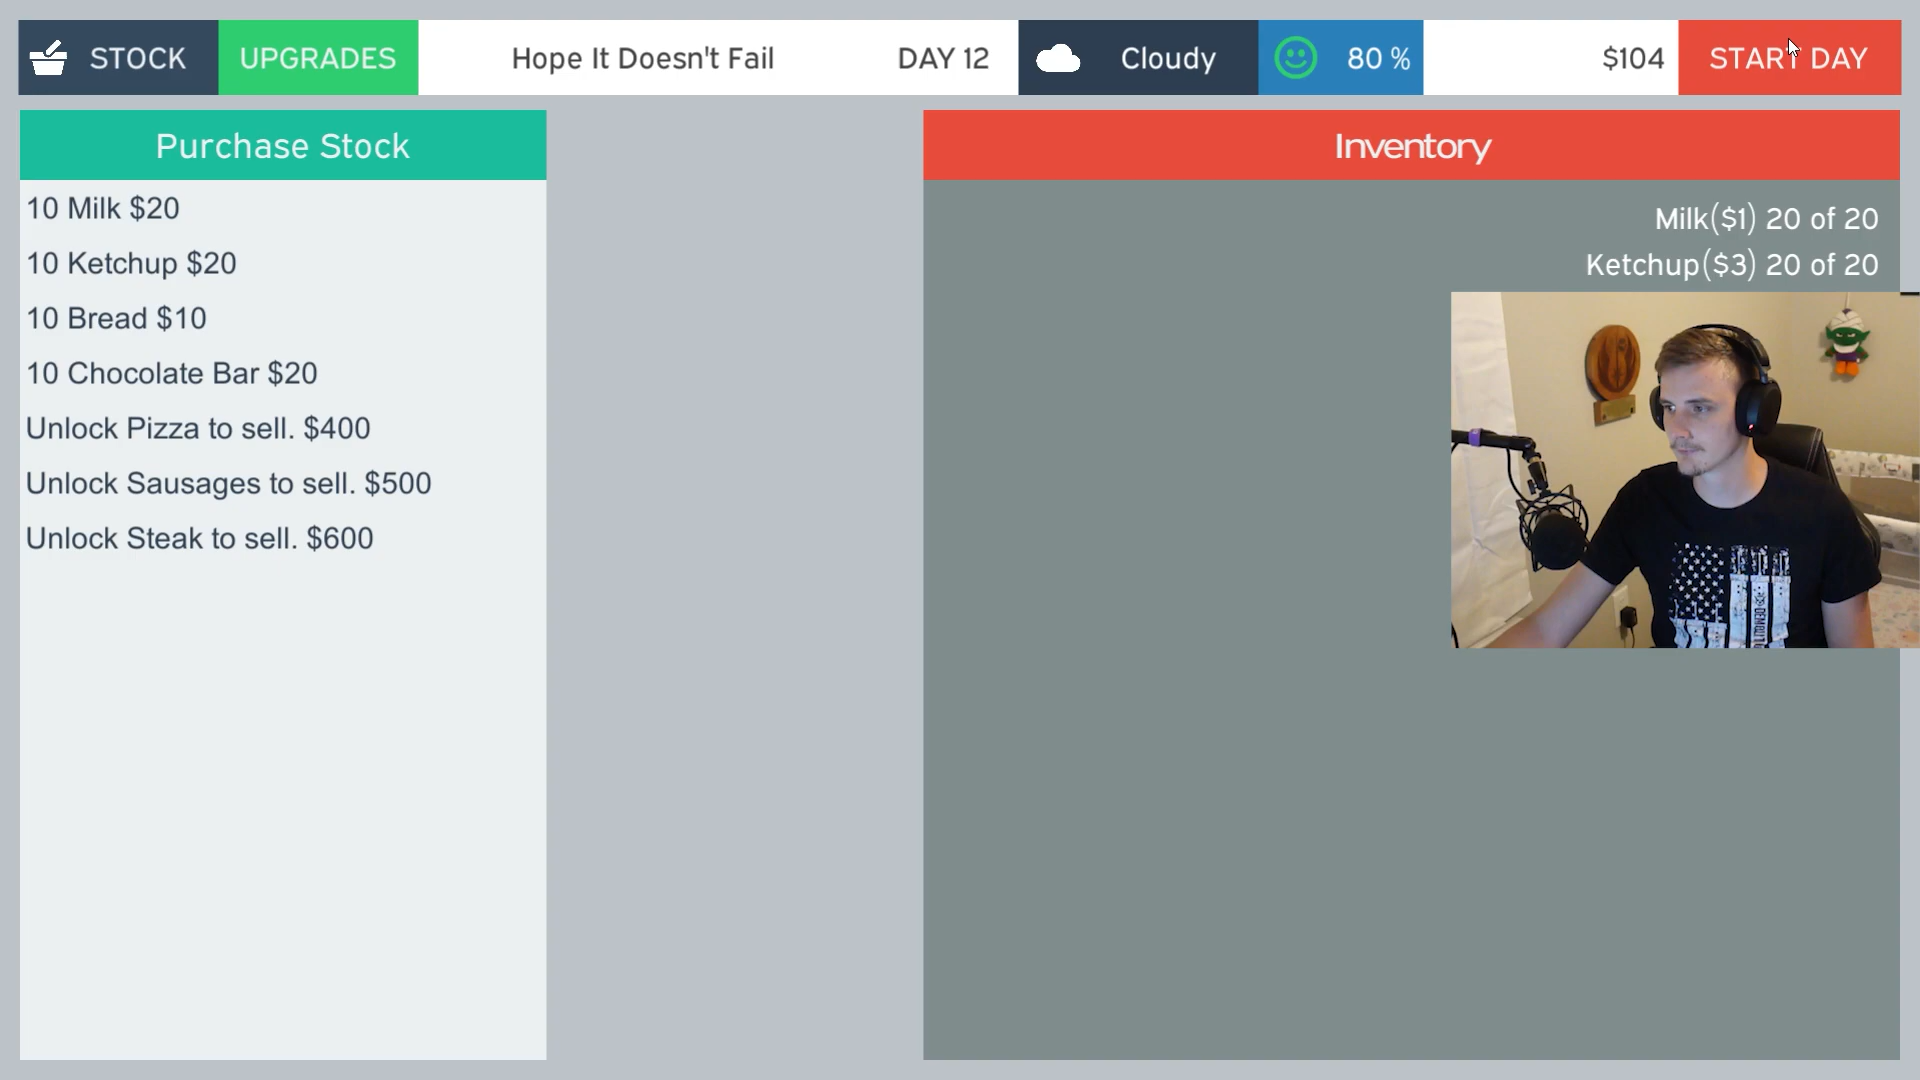 STOCK
UPGRADES
Hope It Doesn't Fail
DAY 12
Cloudy
80 %
$104
START DAY
Purchase Stock
10 Milk $20
10 Ketchup $20
10 Bread $10
10 Chocolate Bar $20
Unlock Pizza to sell. $400
Unlock Sausages to sell. $500
Unlock Steak to sell. $600
Inventory
Milk($1) 20 of 20
Ketchup($3) 20 of 20